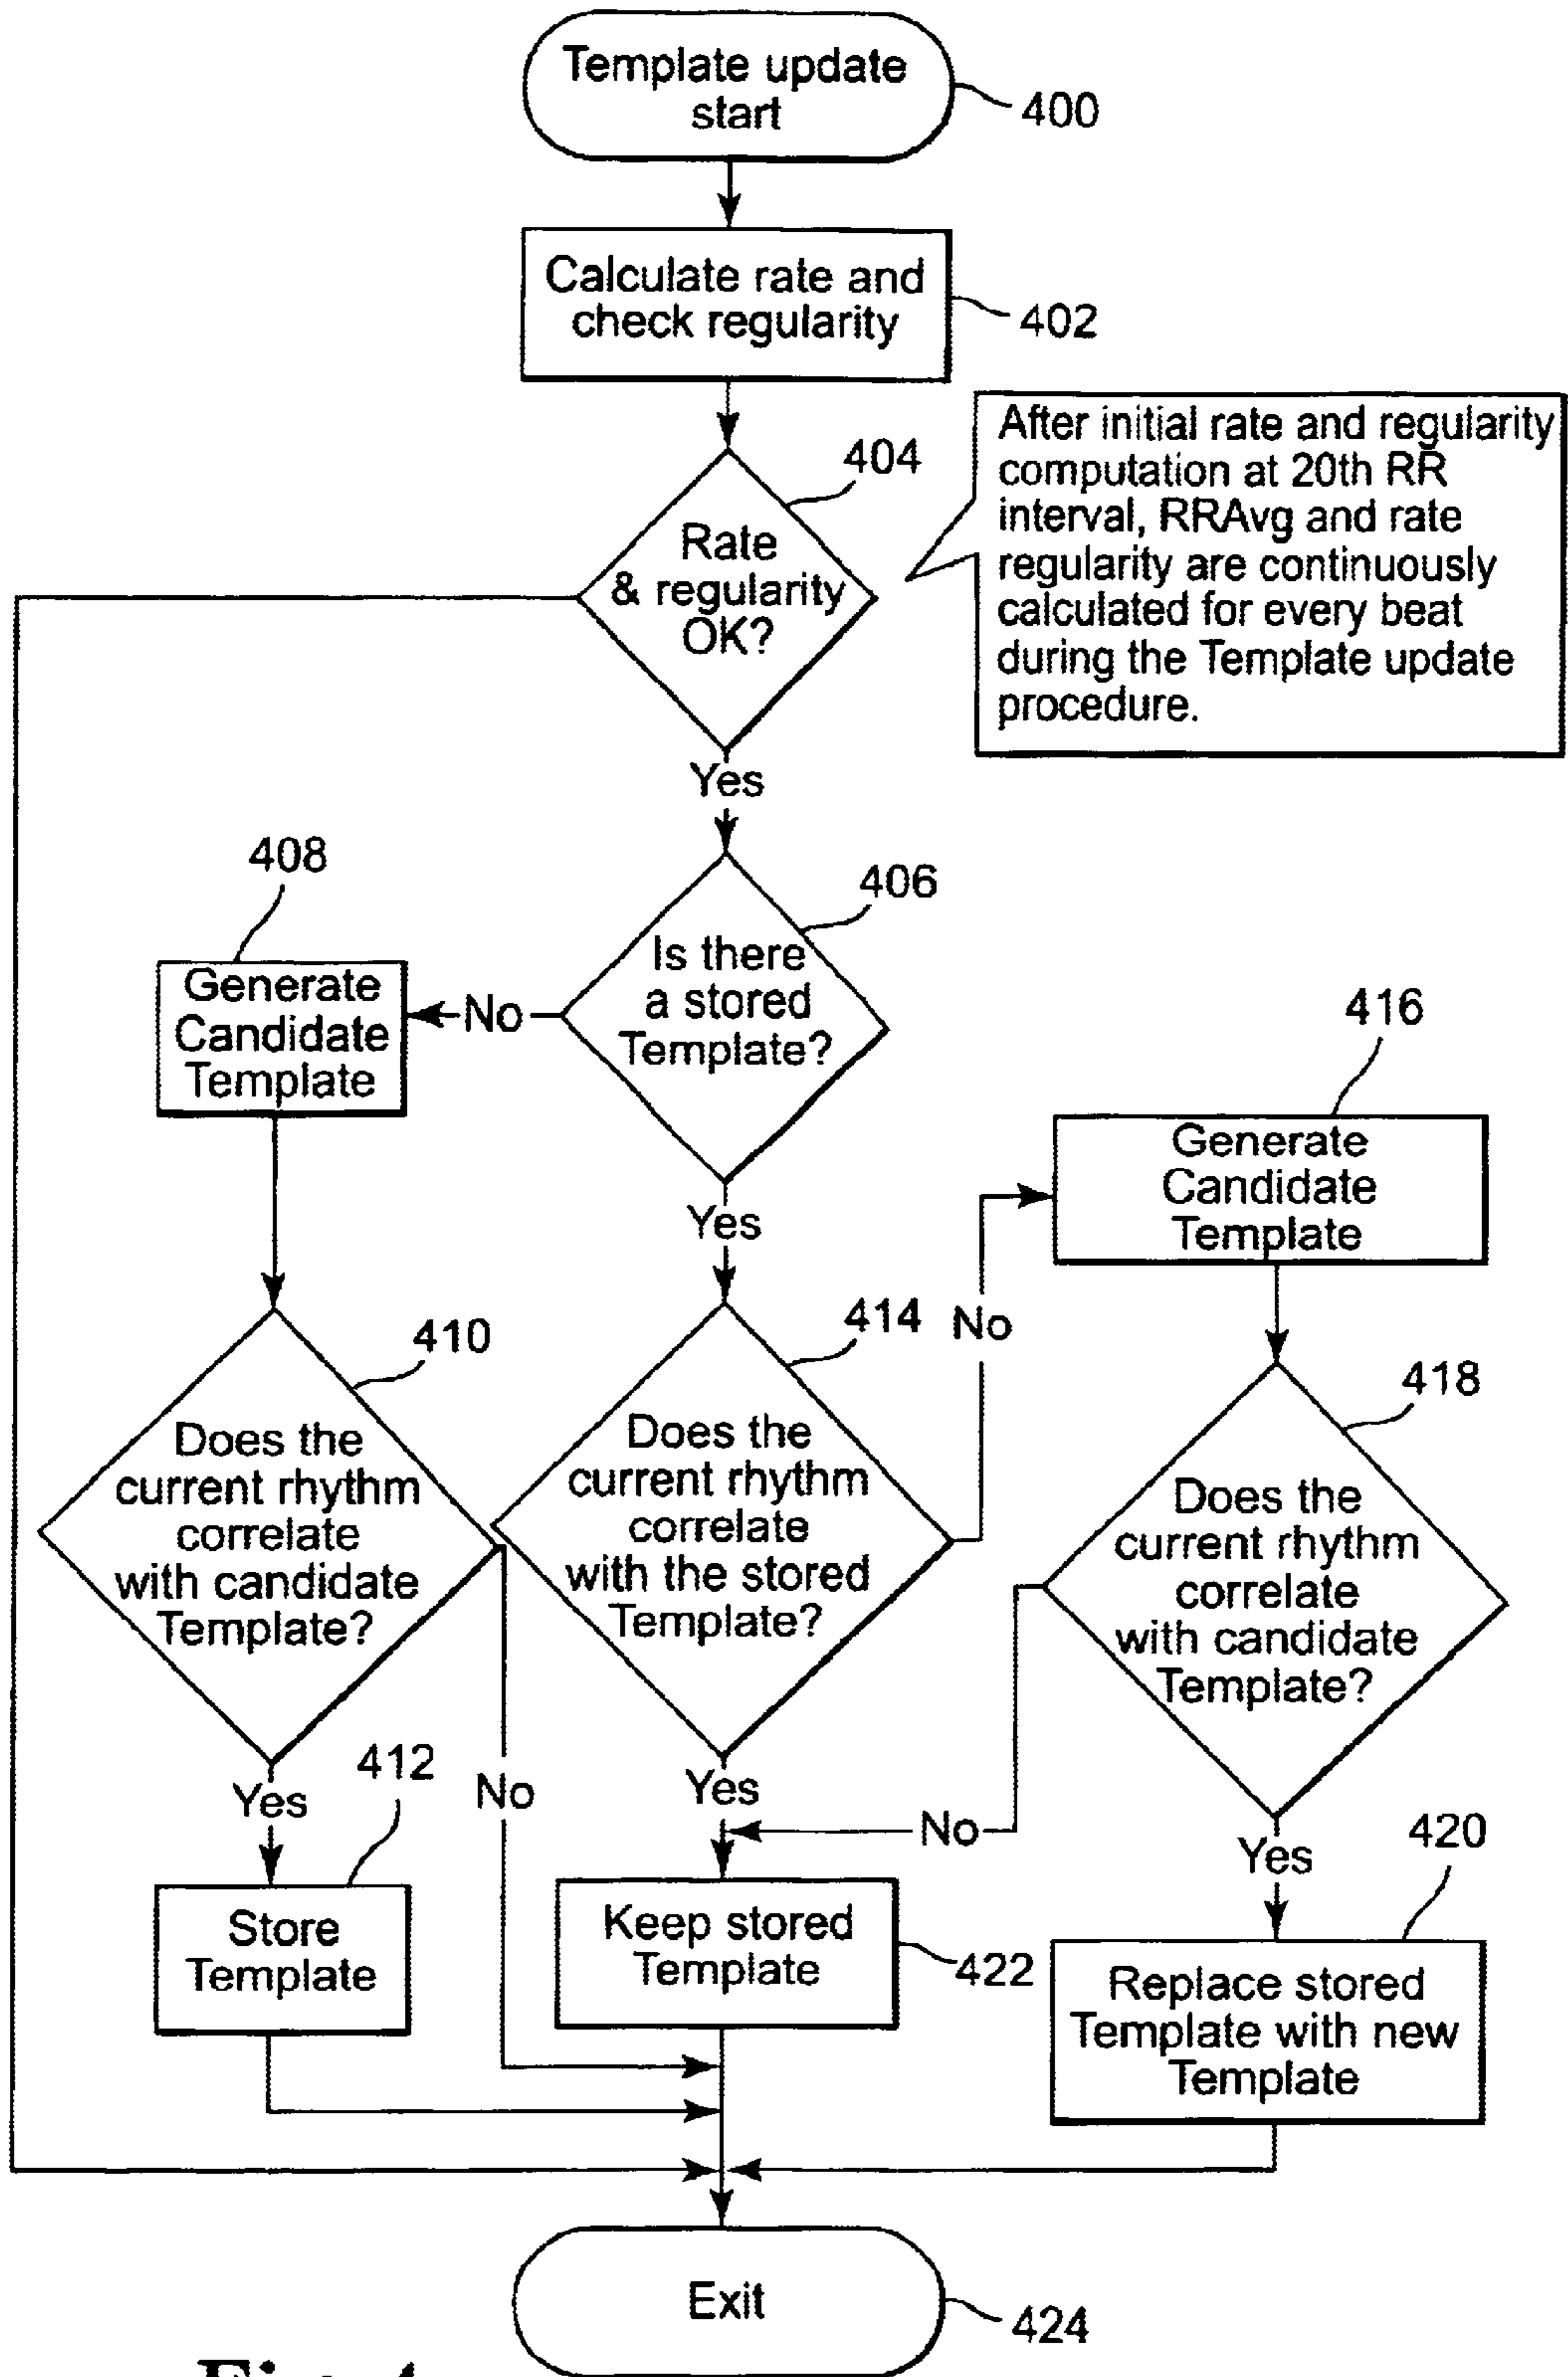 Template update
start
400
Calculate rate and
check regularity
402
404
Rate
& regularity
OK?
After initial rate and regularity
computation at 20th RR
interval, RRAvg and rate
regularity are continuously
calculated for every beat
during the Template update
procedure.
Yes
406
Is there
a stored
Template?
No
408
Generate
Candidate
Template
Yes
416
Generate
Candidate
Template
410
Does the
current rhythm
correlate
with candidate
Template?
414
Does the
current rhythm
correlate
with the stored
Template?
No
418
Does the
current rhythm
correlate
with candidate
Template?
Yes
412
No
Yes
No
Yes
420
Store
Template
Keep stored
Template
422
Replace stored
Template with new
Template
Exit
424